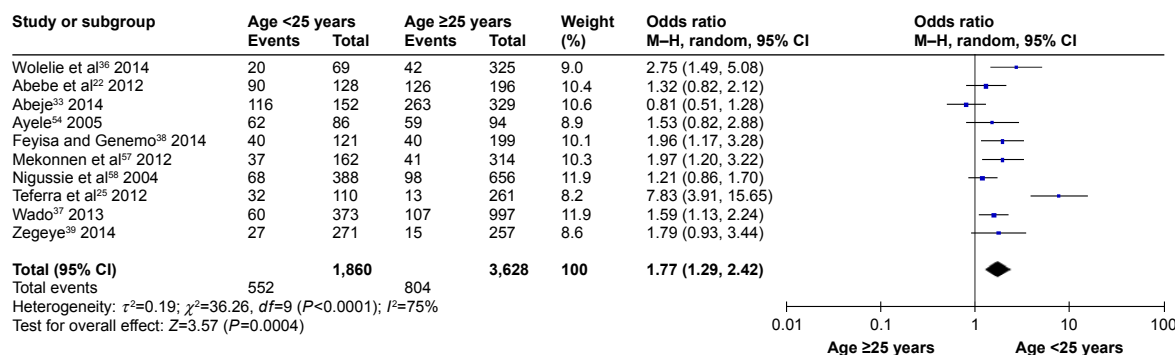 Study or subgroup Age <25 years Age ≥25 years Weight Odds ratio Odds ratio
Events Total Events Total (%) M–H, random, 95% CI M–H, random, 95% CI
Wolelie et al³⁶ 2014 20 69 42 325 9.0 2.75 (1.49, 5.08)
Abebe et al²² 2012 90 128 126 196 10.4 1.32 (0.82, 2.12)
Abeje³³ 2014 116 152 263 329 10.6 0.81 (0.51, 1.28)
Ayele⁵⁴ 2005 62 86 59 94 8.9 1.53 (0.82, 2.88)
Feyisa and Genemo³⁸ 2014 40 121 40 199 10.1 1.96 (1.17, 3.28)
Mekonnen et al⁵⁷ 2012 37 162 41 314 10.3 1.97 (1.20, 3.22)
Nigussie et al⁵⁸ 2004 68 388 98 656 11.9 1.21 (0.86, 1.70)
Teferra et al²⁵ 2012 32 110 13 261 8.2 7.83 (3.91, 15.65)
Wado³⁷ 2013 60 373 107 997 11.9 1.59 (1.13, 2.24)
Zegeye³⁹ 2014 27 271 15 257 8.6 1.79 (0.93, 3.44)
Total (95% CI) 1,860 3,628 100 1.77 (1.29, 2.42)
Total events 552 804
Heterogeneity: τ²=0.19; χ²=36.26, df=9 (P<0.0001); I²=75%
Test for overall effect: Z=3.57 (P=0.0004)
0.01 0.1 1 10 100
Age ≥25 years Age <25 years